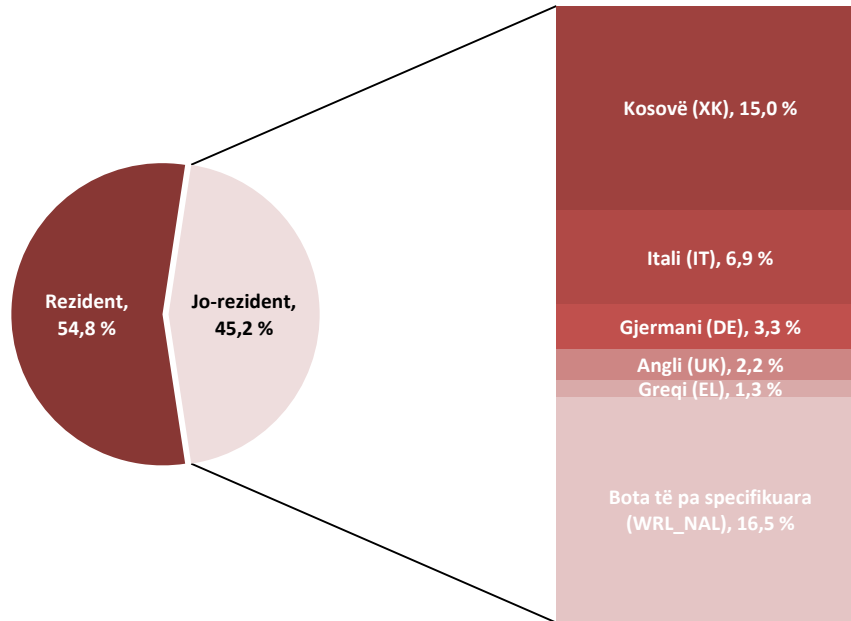 Rezident,
54,8 %
Jo-rezident,
45,2 %
Kosovë (XK), 15,0 %
Itali (IT), 6,9 %
Gjermani (DE), 3,3 %
Angli (UK), 2,2 %
Greqi (EL), 1,3 %
Bota të pa specifikuara
(WRL_NAL), 16,5 %